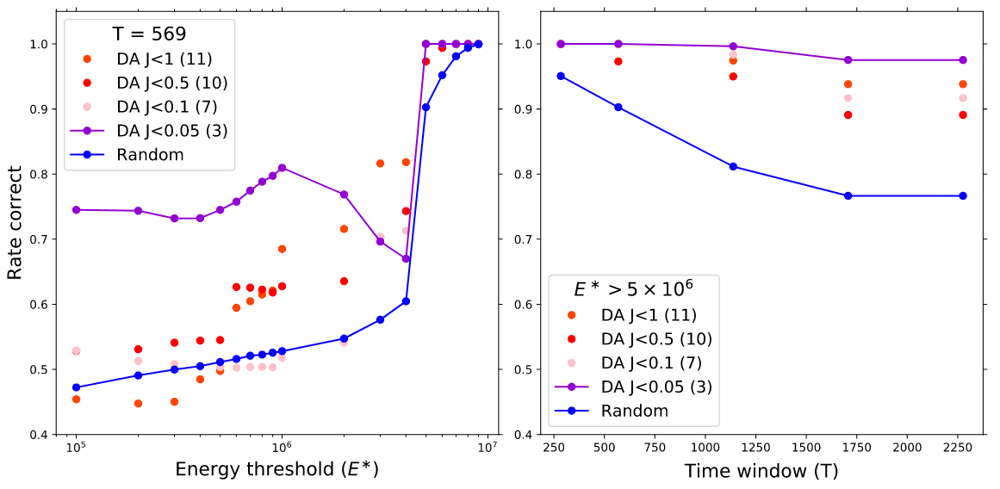 T = 569
DA J<1 (11)
DA J<0.5 (10)
DA J<0.1 (7)
DA J<0.05 (3)
Random
1.0
0.9
0.8
0.7
0.6
0.5
0.4
Rate correct
10⁵
10⁶
10⁷
Energy threshold (E*)
1.0
0.9
0.8
0.7
0.6
0.5
0.4
E* > 5 × 10⁶
DA J<1 (11)
DA J<0.5 (10)
DA J<0.1 (7)
DA J<0.05 (3)
Random
250 500 750 1000 1250 1500 1750 2000 2250
Time window (T)